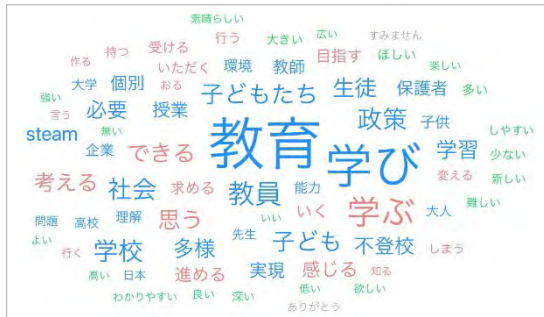 素晴らしい
作る 持つ 受ける 行う 大きい 広い すみません
大学 個別 いただく 環境 教師 目指す ほしい 楽しい
強い おる 子どもたち 生徒 保護者 多い
言う 必要 授業 教育 政策 子供
steam 無い 学び 学習 しやすい
企業 できる 少ない
考える 社会 求める 教員 能力 学ぶ 変える 新しい
問題 高校 理解 思う いい いく 大人 難しい
よい 先生 子ども 不登校
行く 学校 多様 しまう
高い 日本 進める 実現 感じる 知る
わかりやすい 良い 深い 低い 欲しい
ありがとう